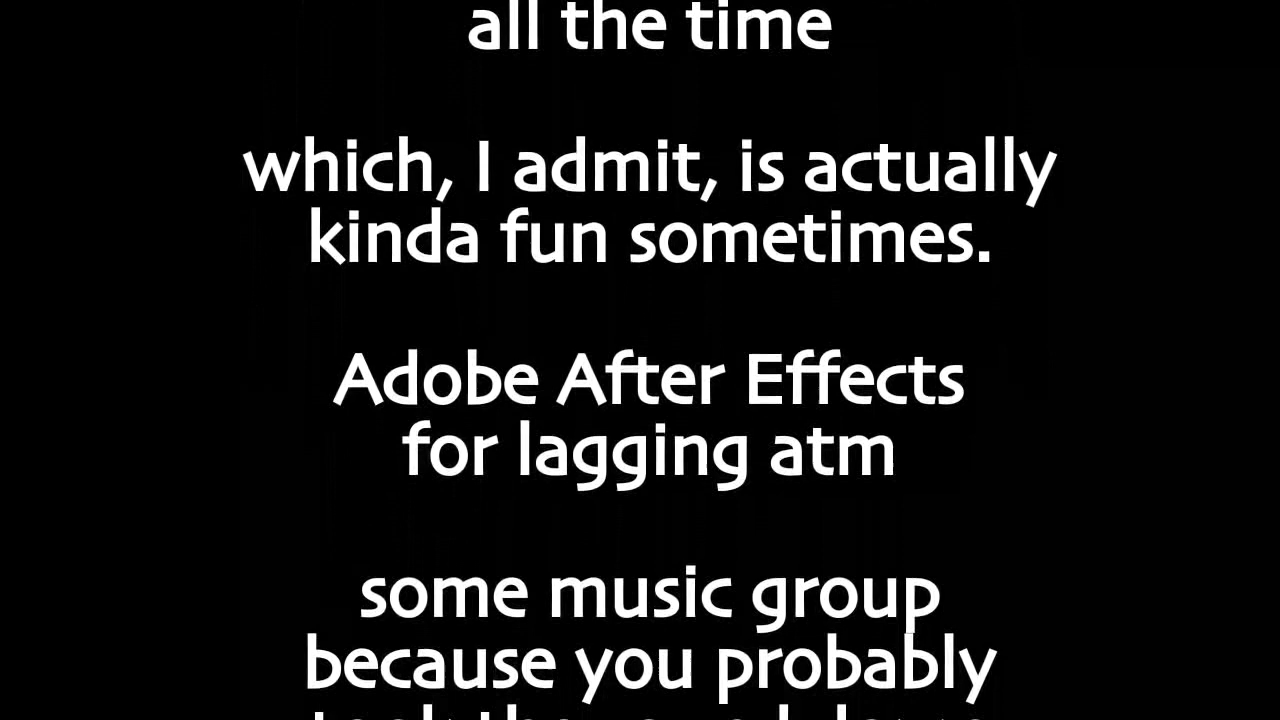 all the time
which, I admit, is actually
kinda fun sometimes.
Adobe After Effects
for lagging atm
some music group
because you probably